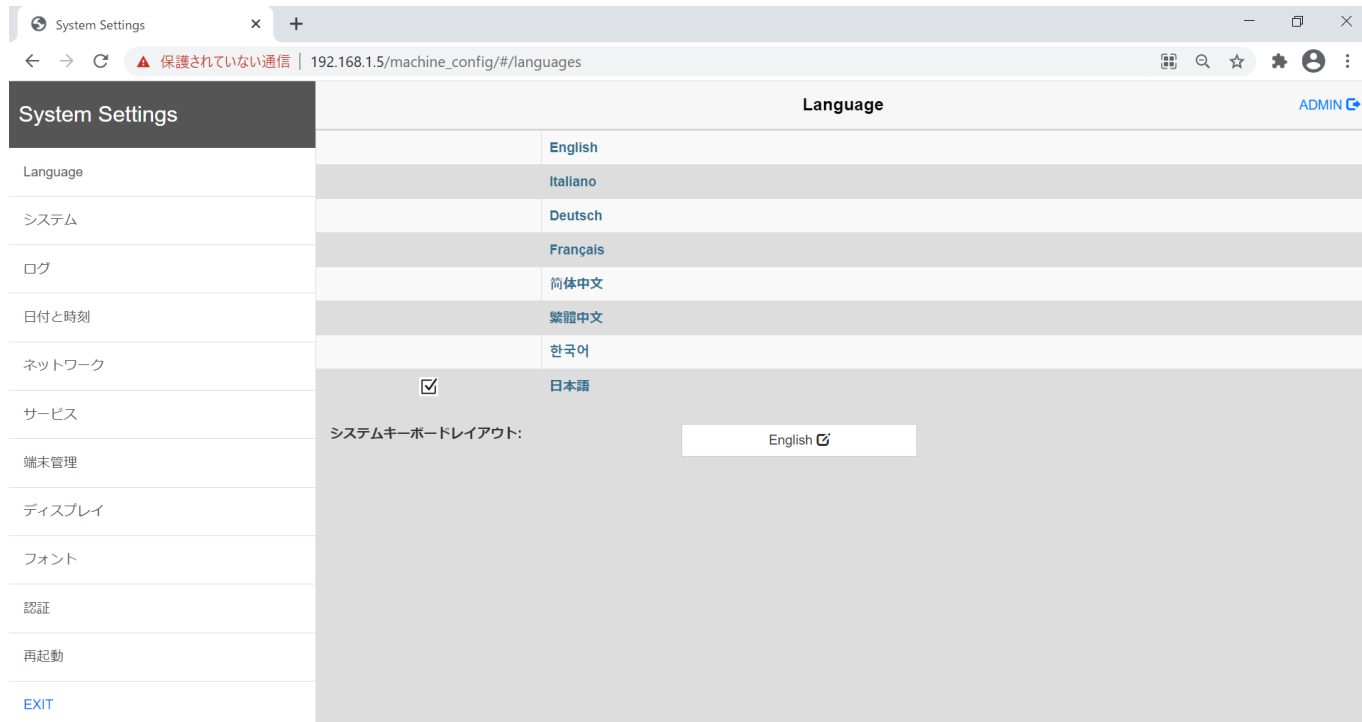 System Settings
保護されていない通信 | 192.168.1.5/machine_config/#/languages
System Settings
Language
ADMIN
Language
システム
ログ
日付と時刻
ネットワーク
サービス
端末管理
ディスプレイ
フォント
認証
再起動
EXIT
English
Italiano
Deutsch
Français
简体中文
繁體中文
한국어
日本語
システムキーボードレイアウト:
English